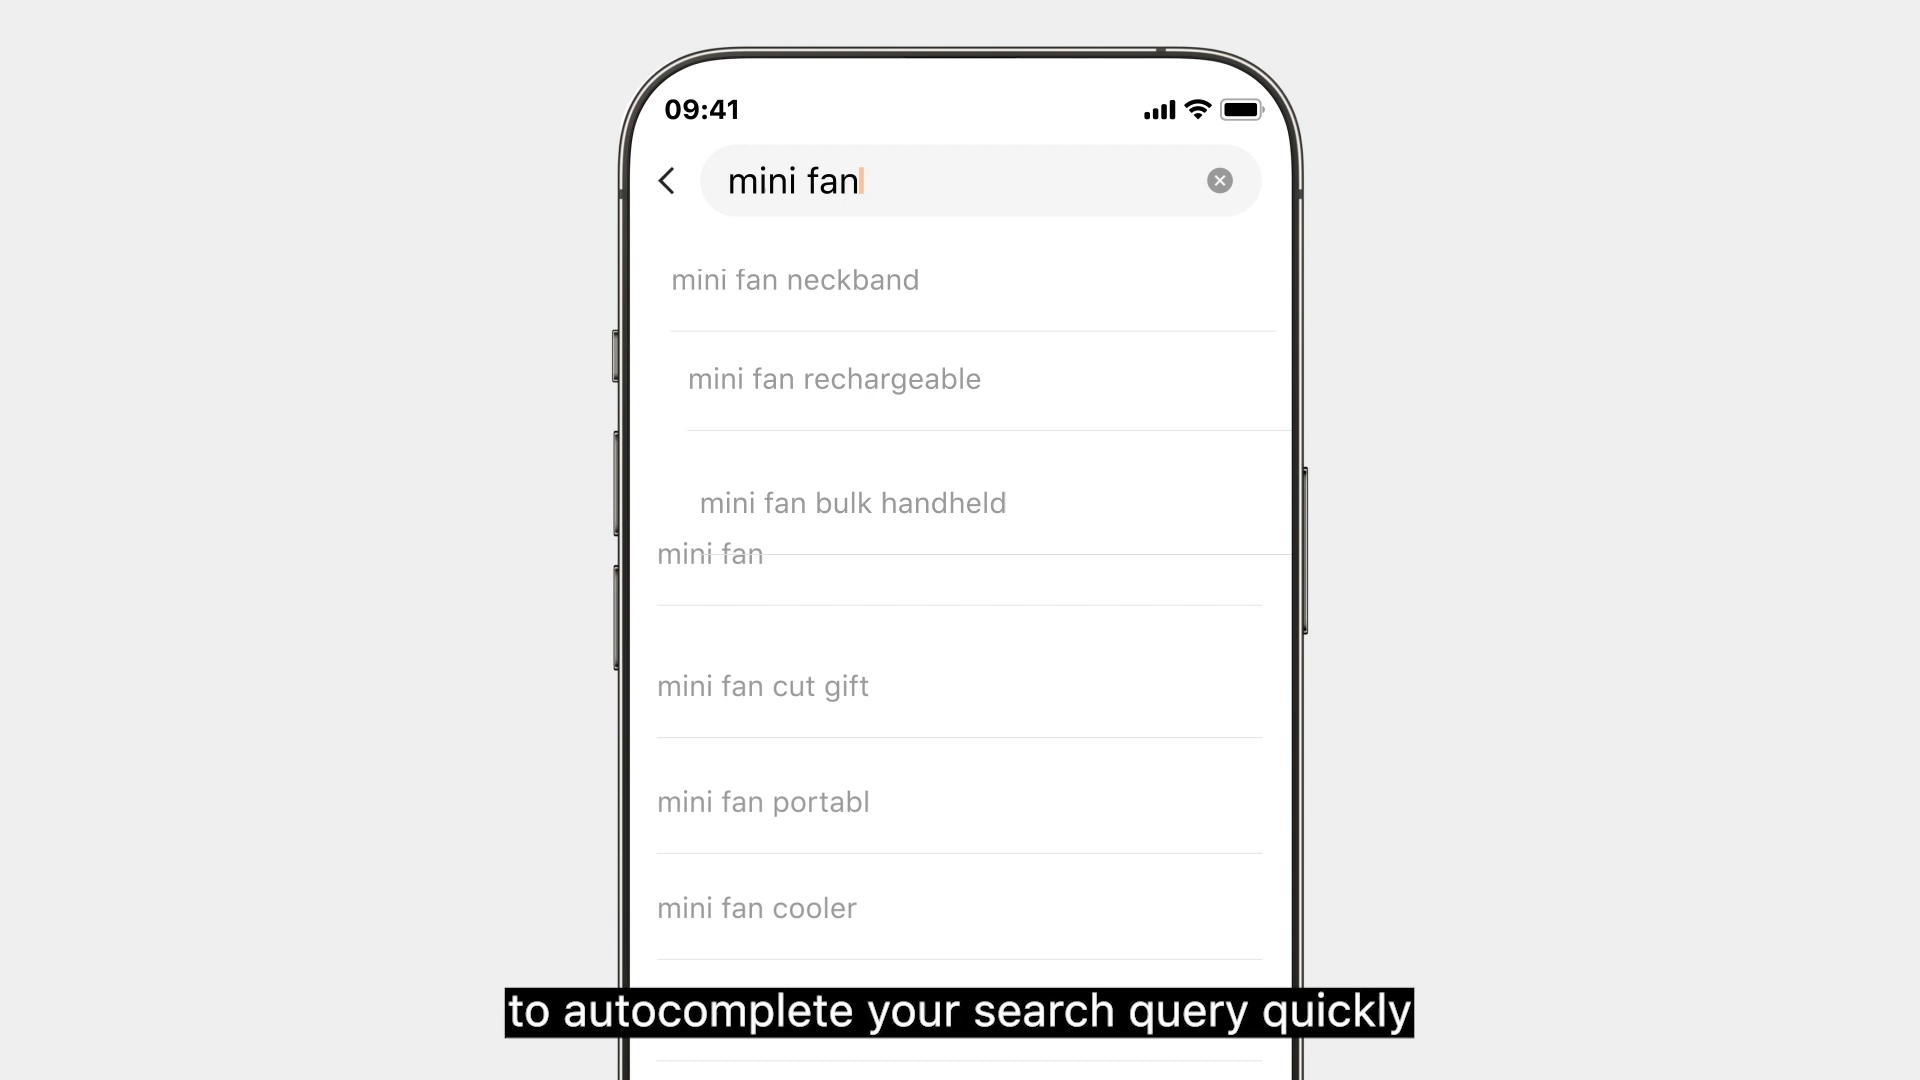 09:41
mini fan
mini fan neckband
mini fan rechargeable
mini fan bulk handheld
mini fan
mini fan cut gift
mini fan portabl
mini fan cooler
to autocomplete your search query quickly